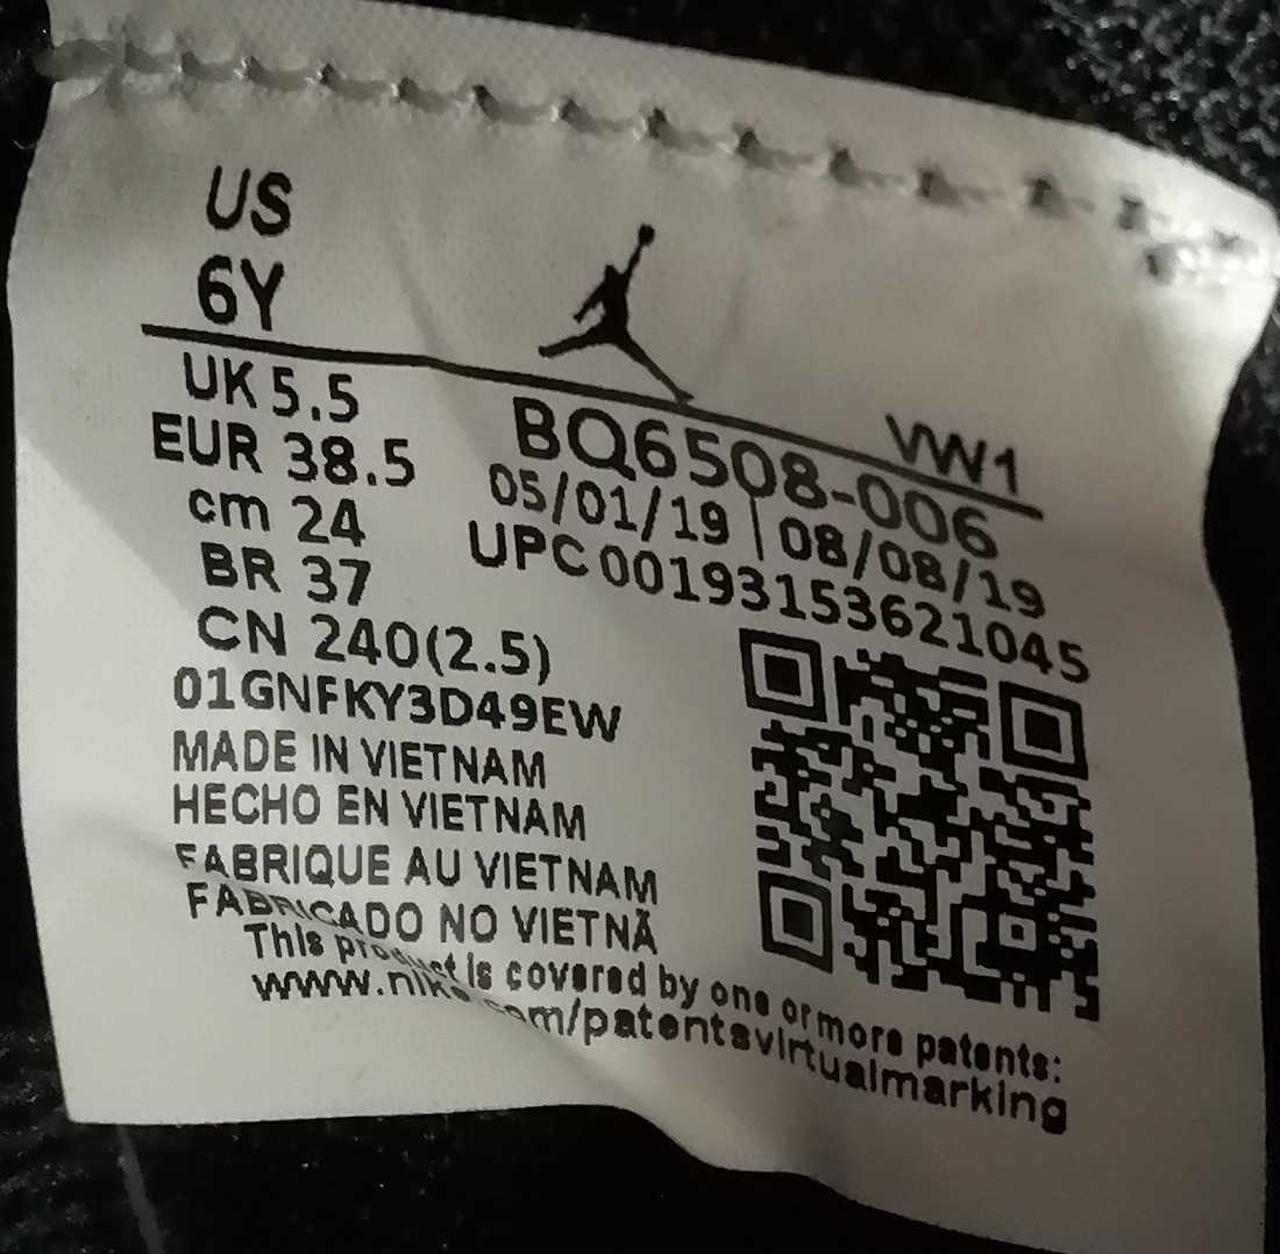 US
6Y
VW1
UK 5.5
EUR 38.5
cm 24
BR 37
CN 240(2.5)
BQ6508-006
05/01/19 | 08/08/19
UPC 00193153621045
01GNFKY3D49EW
MADE IN VIETNAM
HECHO EN VIETNAM
FABRIQUE AU VIETNAM
FABRICADO NO VIETNÃ
This product is covered by one or more patents:
www.nike.com/patentsvirtualmarking